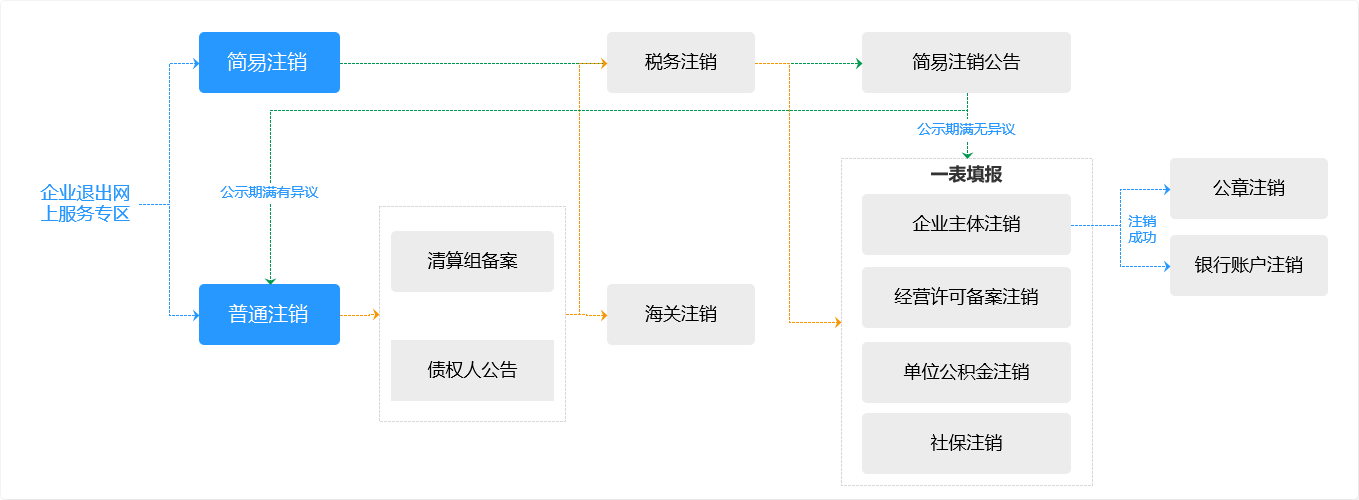 企业退出网
上服务专区
简易注销
税务注销
简易注销公告
公示期满无异议
公示期满有异议
普通注销
清算组备案
债权人公告
海关注销
一表填报
企业主体注销
经营许可备案注销
单位公积金注销
社保注销
注销
成功
公章注销
银行账户注销